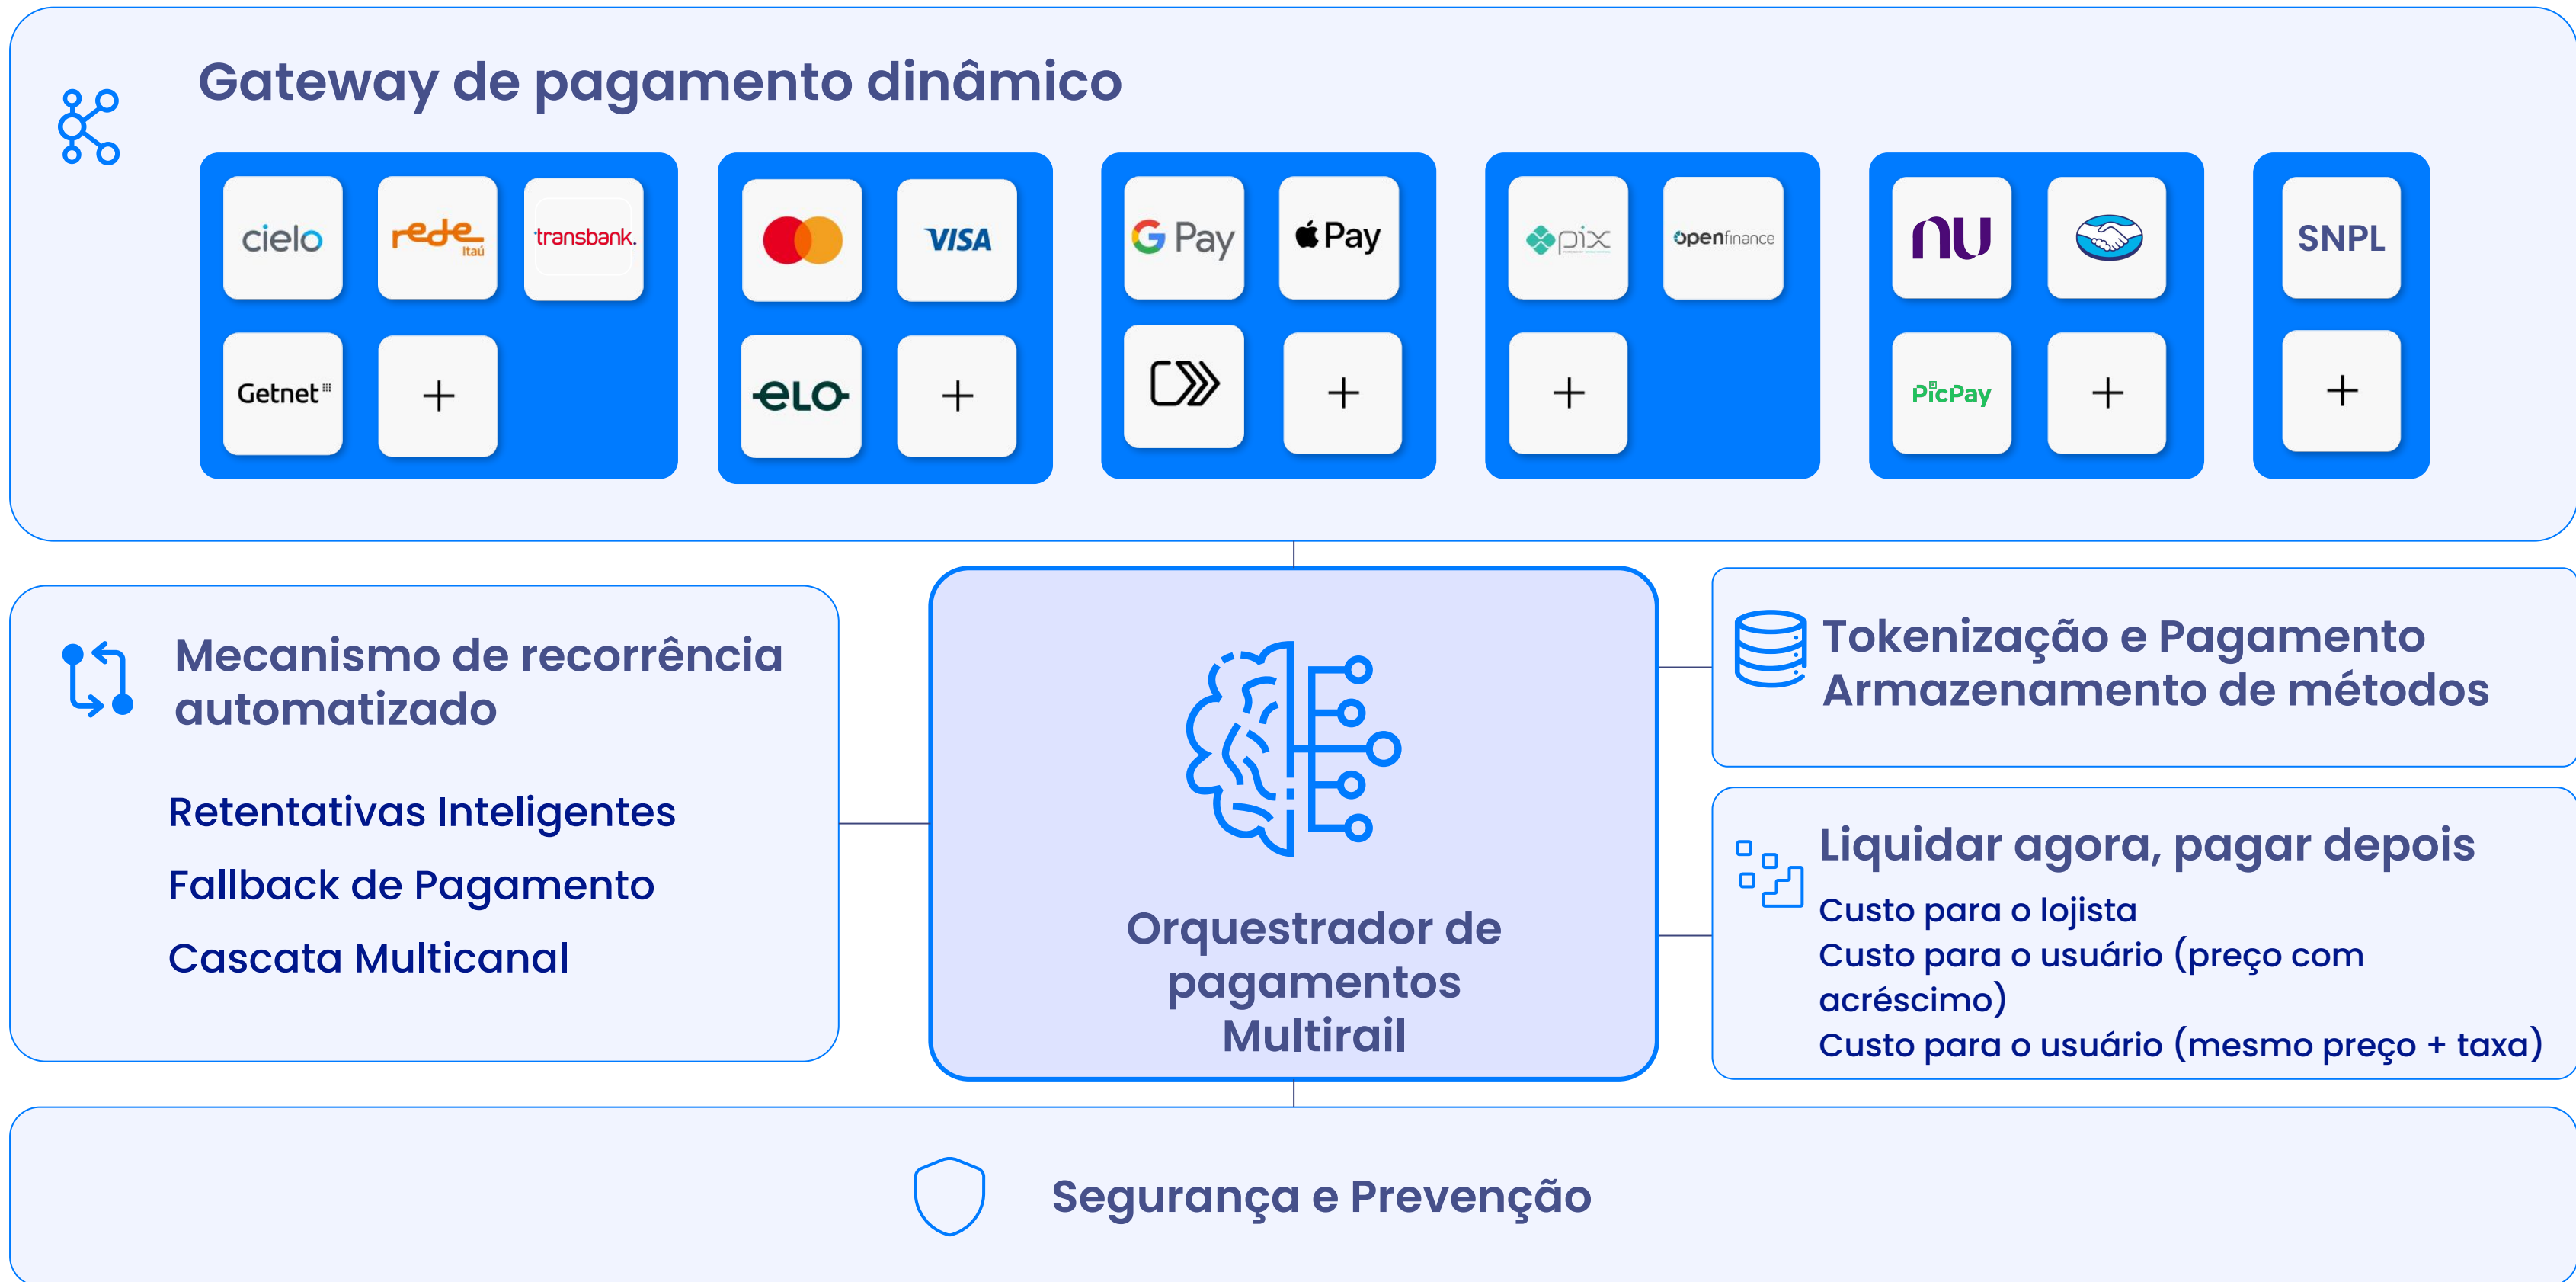 Gateway de pagamento dinâmico
cielo
rede
Itaú
transbank.
VISA
G Pay
Pay
pix
openfinance
nu
SNPL
Getnet
+
elo
+
+
+
PicPay
+
+
Mecanismo de recorrência
automatizado
Retentativas Inteligentes
Fallback de Pagamento
Cascata Multicanal
Orquestrador de
pagamentos
Multirail
Tokenização e Pagamento
Armazenamento de métodos
Liquidar agora, pagar depois
Custo para o lojista
Custo para o usuário (preço com
acréscimo)
Custo para o usuário (mesmo preço + taxa)
Segurança e Prevenção